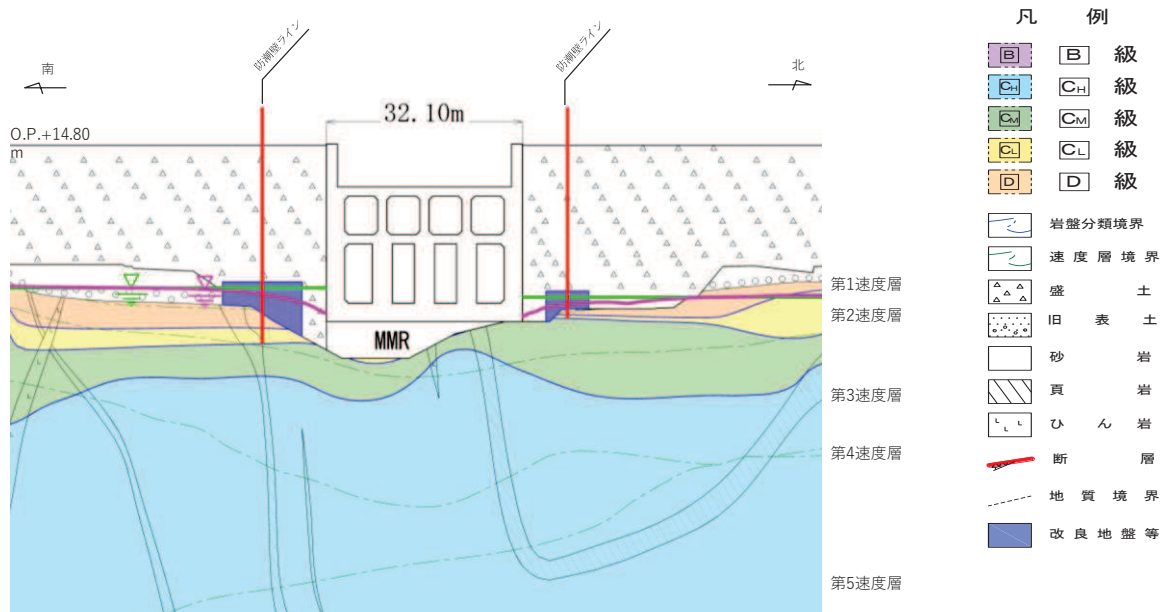 防潮壁ライン
防潮壁ライン
南
北
32.10m
O.P.+14.80
m
MMR
第1速度層
第2速度層
第3速度層
第4速度層
第5速度層
凡 例
B B 級
CH CH 級
CM CM 級
CL CL 級
D D 級
岩盤分類境界
速度層境界
盛 土
旧 表 土
砂 岩
頁 岩
ひ ん 岩
断 層
地 質 境 界
改 良 地 盤 等